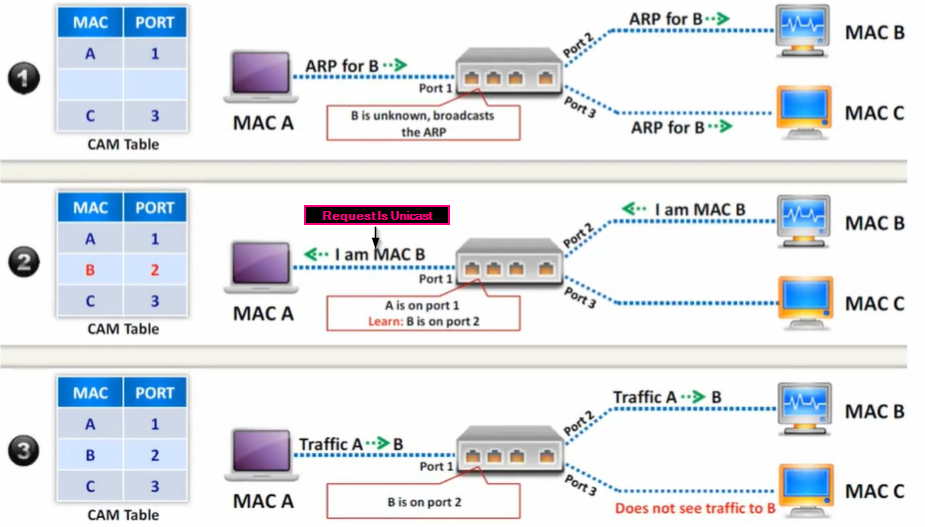 MAC PORT
A 1
C 3
CAM Table
1
MAC A
ARP for B
Port 1
B is unknown, broadcasts
the ARP
Port 2
ARP for B
MAC B
Port 3
ARP for B
MAC C
MAC PORT
A 1
B 2
C 3
CAM Table
2
MAC A
Request Is Unicast
I am MAC B
Port 1
A is on port 1
Learn: B is on port 2
Port 2
I am MAC B
MAC B
Port 3
MAC C
MAC PORT
A 1
B 2
C 3
CAM Table
3
MAC A
Traffic A B
Port 1
B is on port 2
Port 2
Traffic A B
MAC B
Port 3
Does not see traffic to B
MAC C